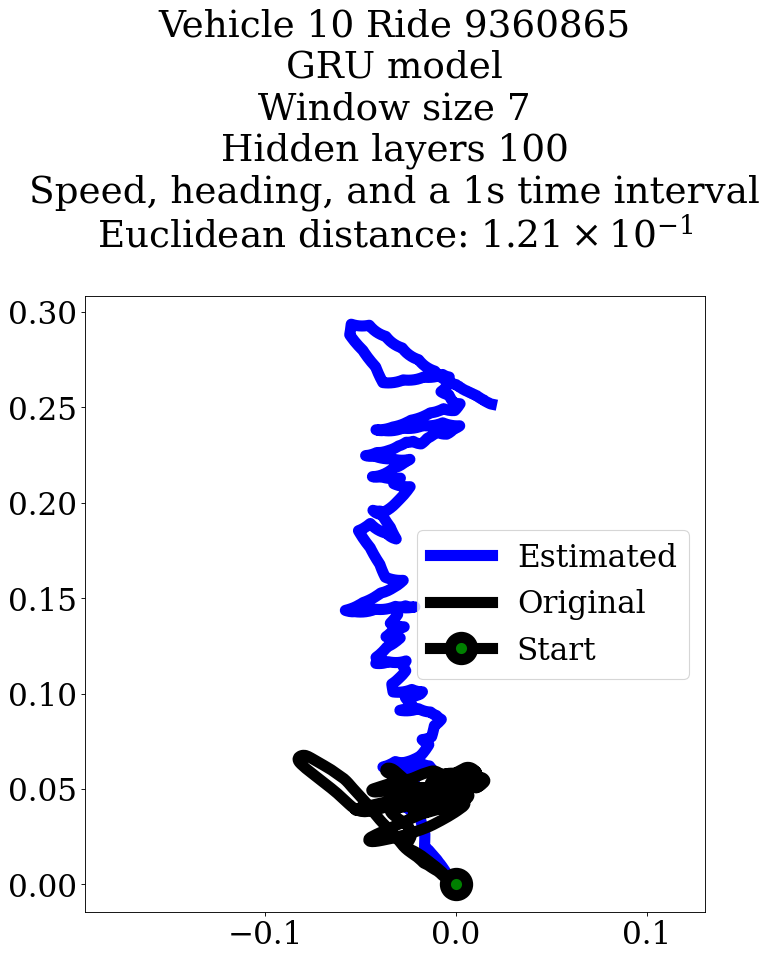 Vehicle 10 Ride 9360865
GRU model
Window size 7
Hidden layers 100
Speed, heading, and a 1s time interval
Euclidean distance: 1.21 × 10⁻¹
0.30
0.25
0.20
0.15
0.10
0.05
0.00
Estimated
Original
Start
−0.1
0.0
0.1